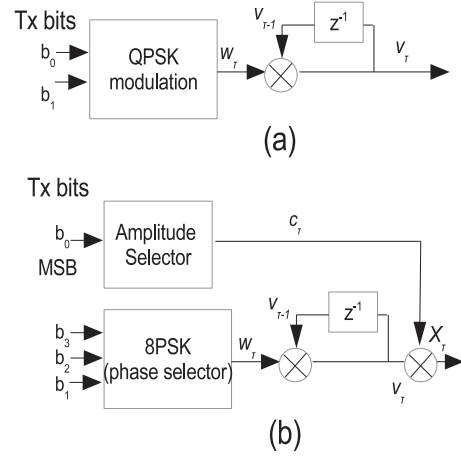 Tx bits
b0
b1
QPSK
modulation
wτ
vτ-1
z-1
vτ
(a)
Tx bits
b0
MSB
Amplitude
Selector
cτ
b3
b2
b1
8PSK
(phase selector)
wτ
vτ-1
z-1
vτ
Xτ
(b)